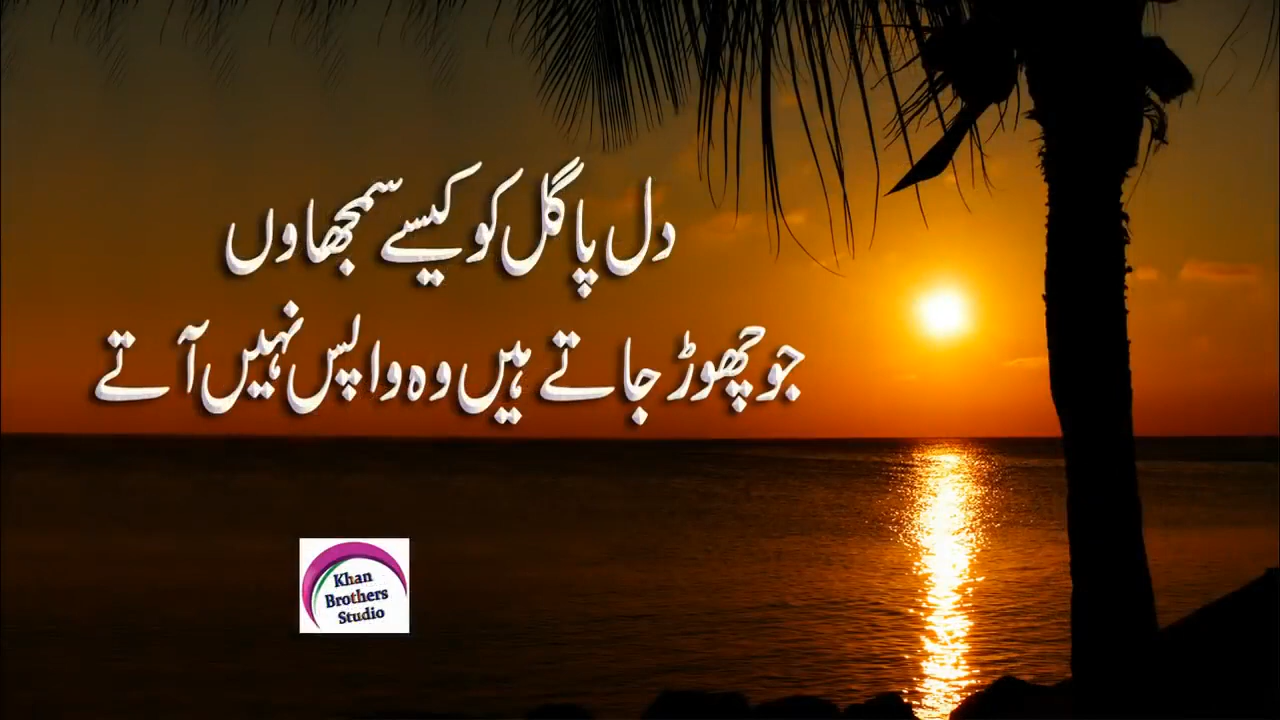 دل پاگل کو کیسے سمجھاوں
جو چھوڑ جاتے ہیں وہ واپس نہیں آتے
Khan
Brothers
Studio